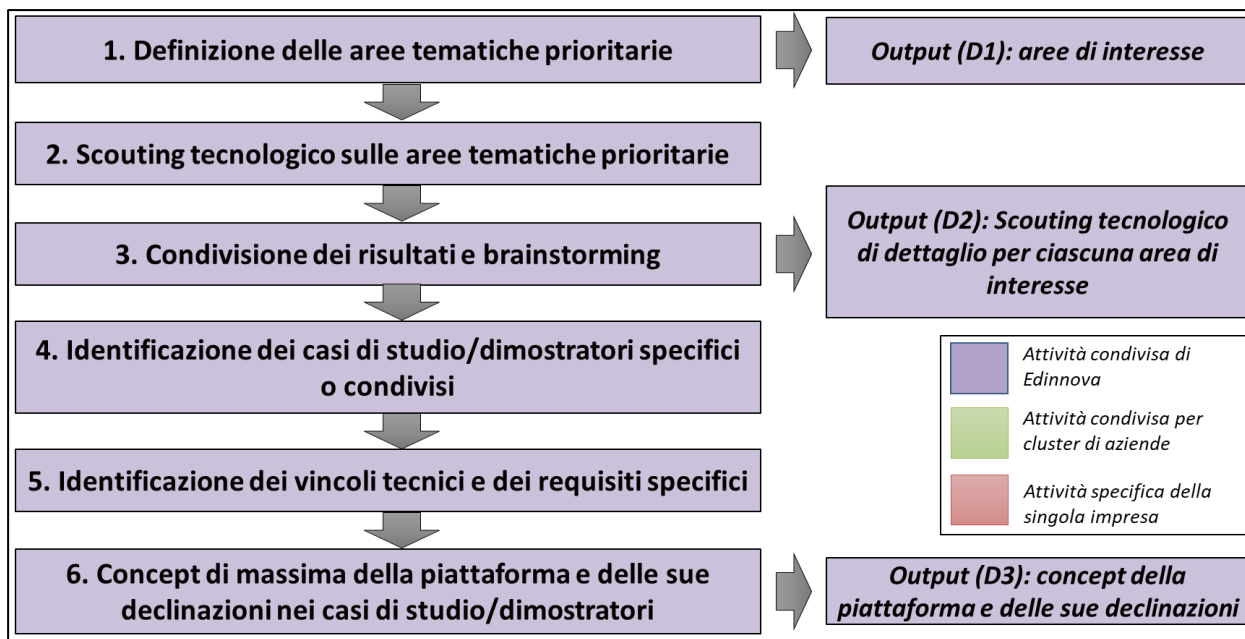 1. Definizione delle aree tematiche prioritarie
Output (D1): aree di interesse
2. Scouting tecnologico sulle aree tematiche prioritarie
3. Condivisione dei risultati e brainstorming
Output (D2): Scouting tecnologico
di dettaglio per ciascuna area di
interesse
4. Identificazione dei casi di studio/dimostratori specifici
o condivisi
5. Identificazione dei vincoli tecnici e dei requisiti specifici
6. Concept di massima della piattaforma e delle sue
declinazioni nei casi di studio/dimostratori
Output (D3): concept della
piattaforma e delle sue declinazioni
Attività condivisa di
Edinnova
Attività condivisa per
cluster di aziende
Attività specifica della
singola impresa